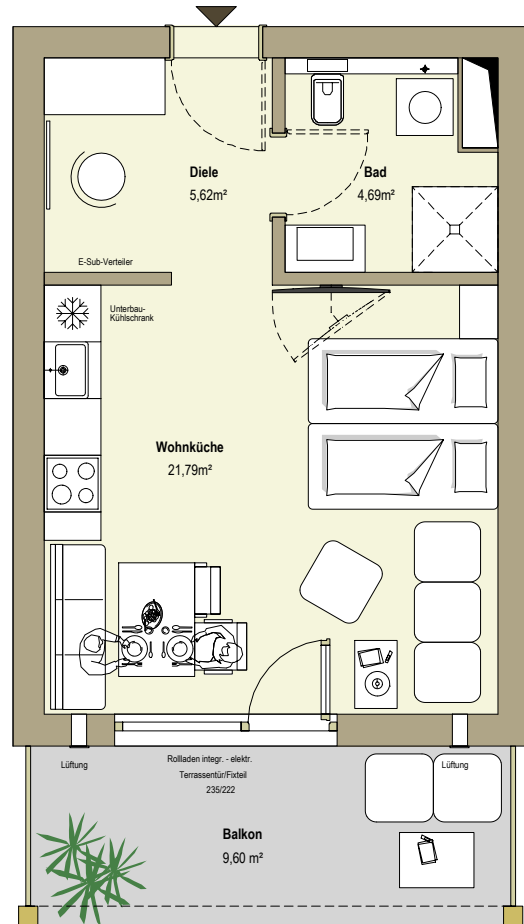 Diele
5,62m²
Bad
4,69m²
E-Sub-Verteiler
Unterbau-
Kühlschrank
Wohnküche
21,79m²
Lüftung
Rollladen integr. - elektr.
Terrassentür/Fixteil
235/222
Lüftung
Balkon
9,60 m²